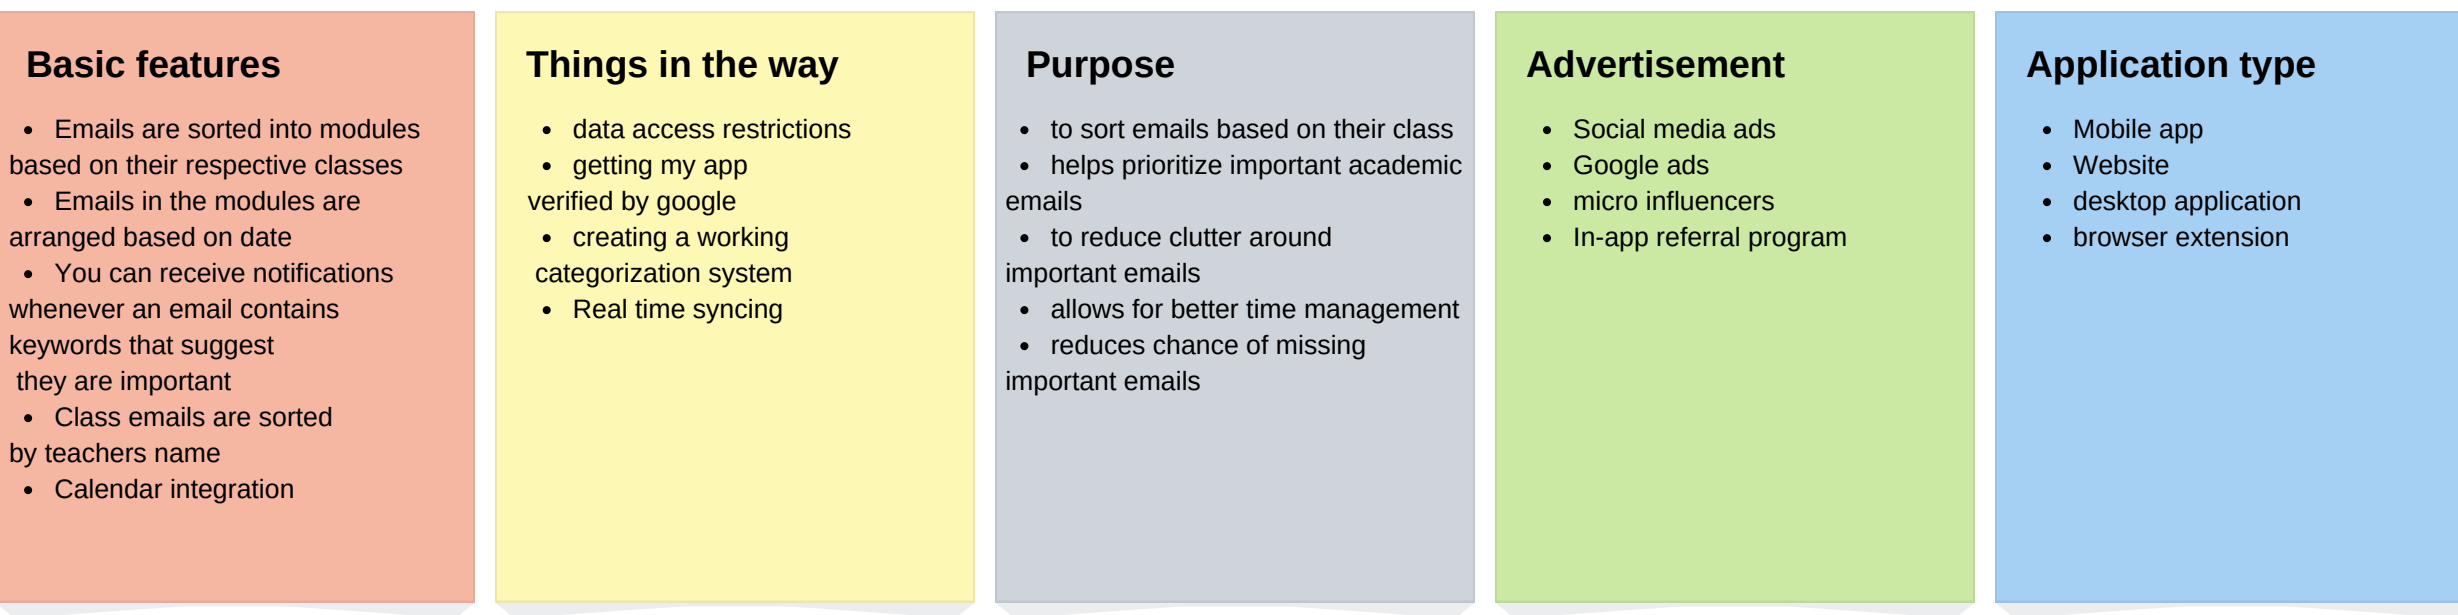 Basic features
• Emails are sorted into modules
based on their respective classes
• Emails in the modules are
arranged based on date
• You can receive notifications
whenever an email contains
keywords that suggest
they are important
• Class emails are sorted
by teachers name
• Calendar integration
Things in the way
• data access restrictions
• getting my app
verified by google
• creating a working
categorization system
• Real time syncing
Purpose
• to sort emails based on their class
• helps prioritize important academic
emails
• to reduce clutter around
important emails
• allows for better time management
• reduces chance of missing
important emails
Advertisement
• Social media ads
• Google ads
• micro influencers
• In-app referral program
Application type
• Mobile app
• Website
• desktop application
• browser extension